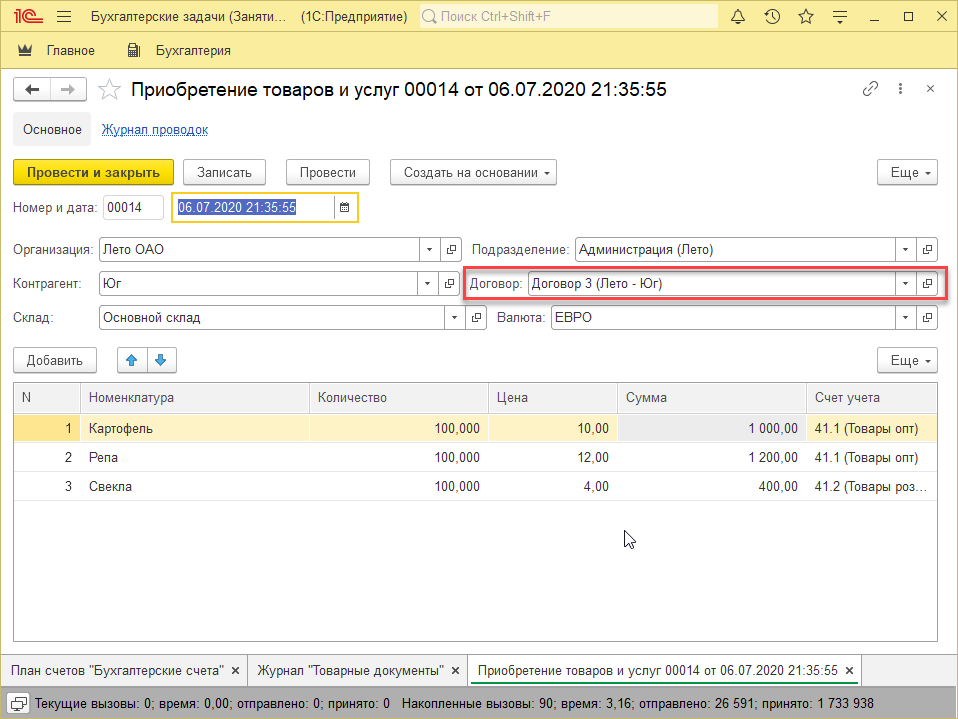 1С Бухгалтерские задачи (Заняти... (1С:Предприятие) Поиск Ctrl+Shift+F
Главное Бухгалтерия
Приобретение товаров и услуг 00014 от 06.07.2020 21:35:55
Основное Журнал проводок
Провести и закрыть Записать Провести Создать на основании Еще
Номер и дата: 00014 06.07.2020 21:35:55
Организация: Лето ОАО Подразделение: Администрация (Лето)
Контрагент: Юг Договор: Договор 3 (Лето - Юг)
Склад: Основной склад Валюта: ЕВРО
Добавить Еще
N Номенклатура Количество Цена Сумма Счет учета
1 Картофель 100,000 10,00 1 000,00 41.1 (Товары опт)
2 Репа 100,000 12,00 1 200,00 41.1 (Товары опт)
3 Свекла 100,000 4,00 400,00 41.2 (Товары роз...
План счетов "Бухгалтерские счета" Журнал "Товарные документы" Приобретение товаров и услуг 00014 от 06.07.2020 21:35:55
Текущие вызовы: 0; время: 0,00; отправлено: 0; принято: 0 Накопленные вызовы: 90; время: 3,16; отправлено: 26 591; принято: 1 733 938